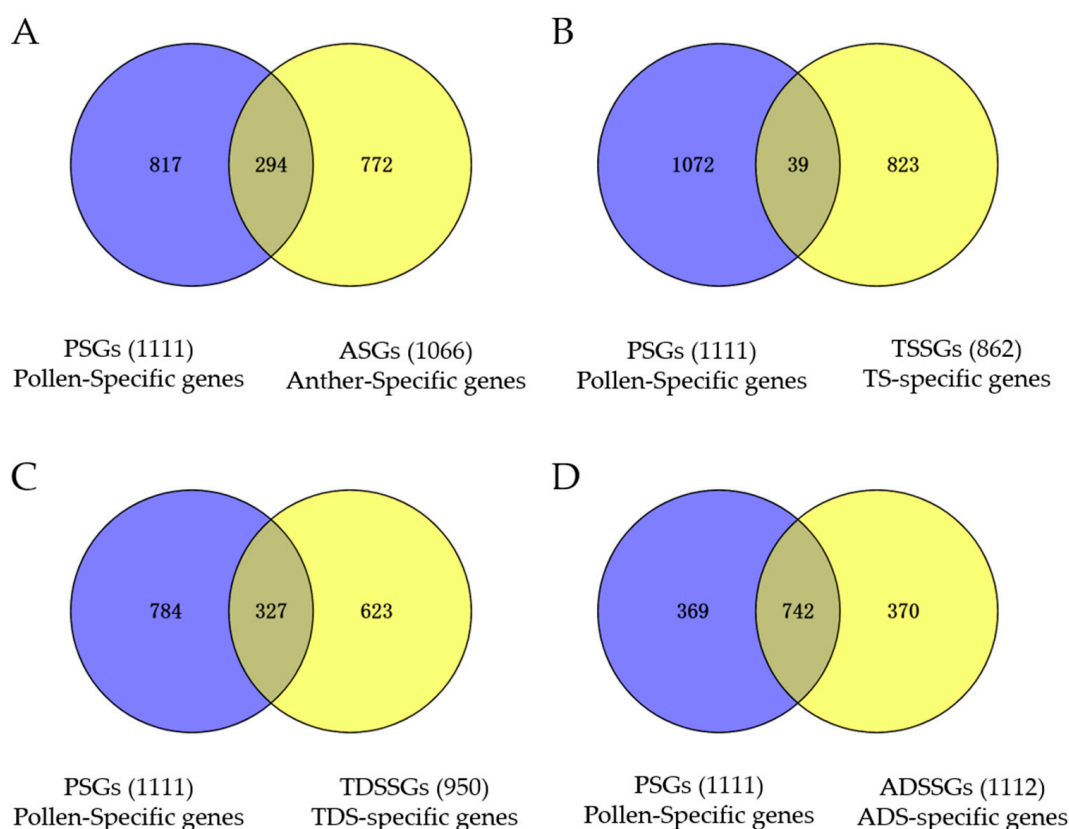 A
B
817 294 772
1072 39 823
PSGs (1111)
Pollen-Specific genes
ASGs (1066)
Anther-Specific genes
PSGs (1111)
Pollen-Specific genes
TSSGs (862)
TS-specific genes
C
D
784 327 623
369 742 370
PSGs (1111)
Pollen-Specific genes
TDSSGs (950)
TDS-specific genes
PSGs (1111)
Pollen-Specific genes
ADSSGs (1112)
ADS-specific genes